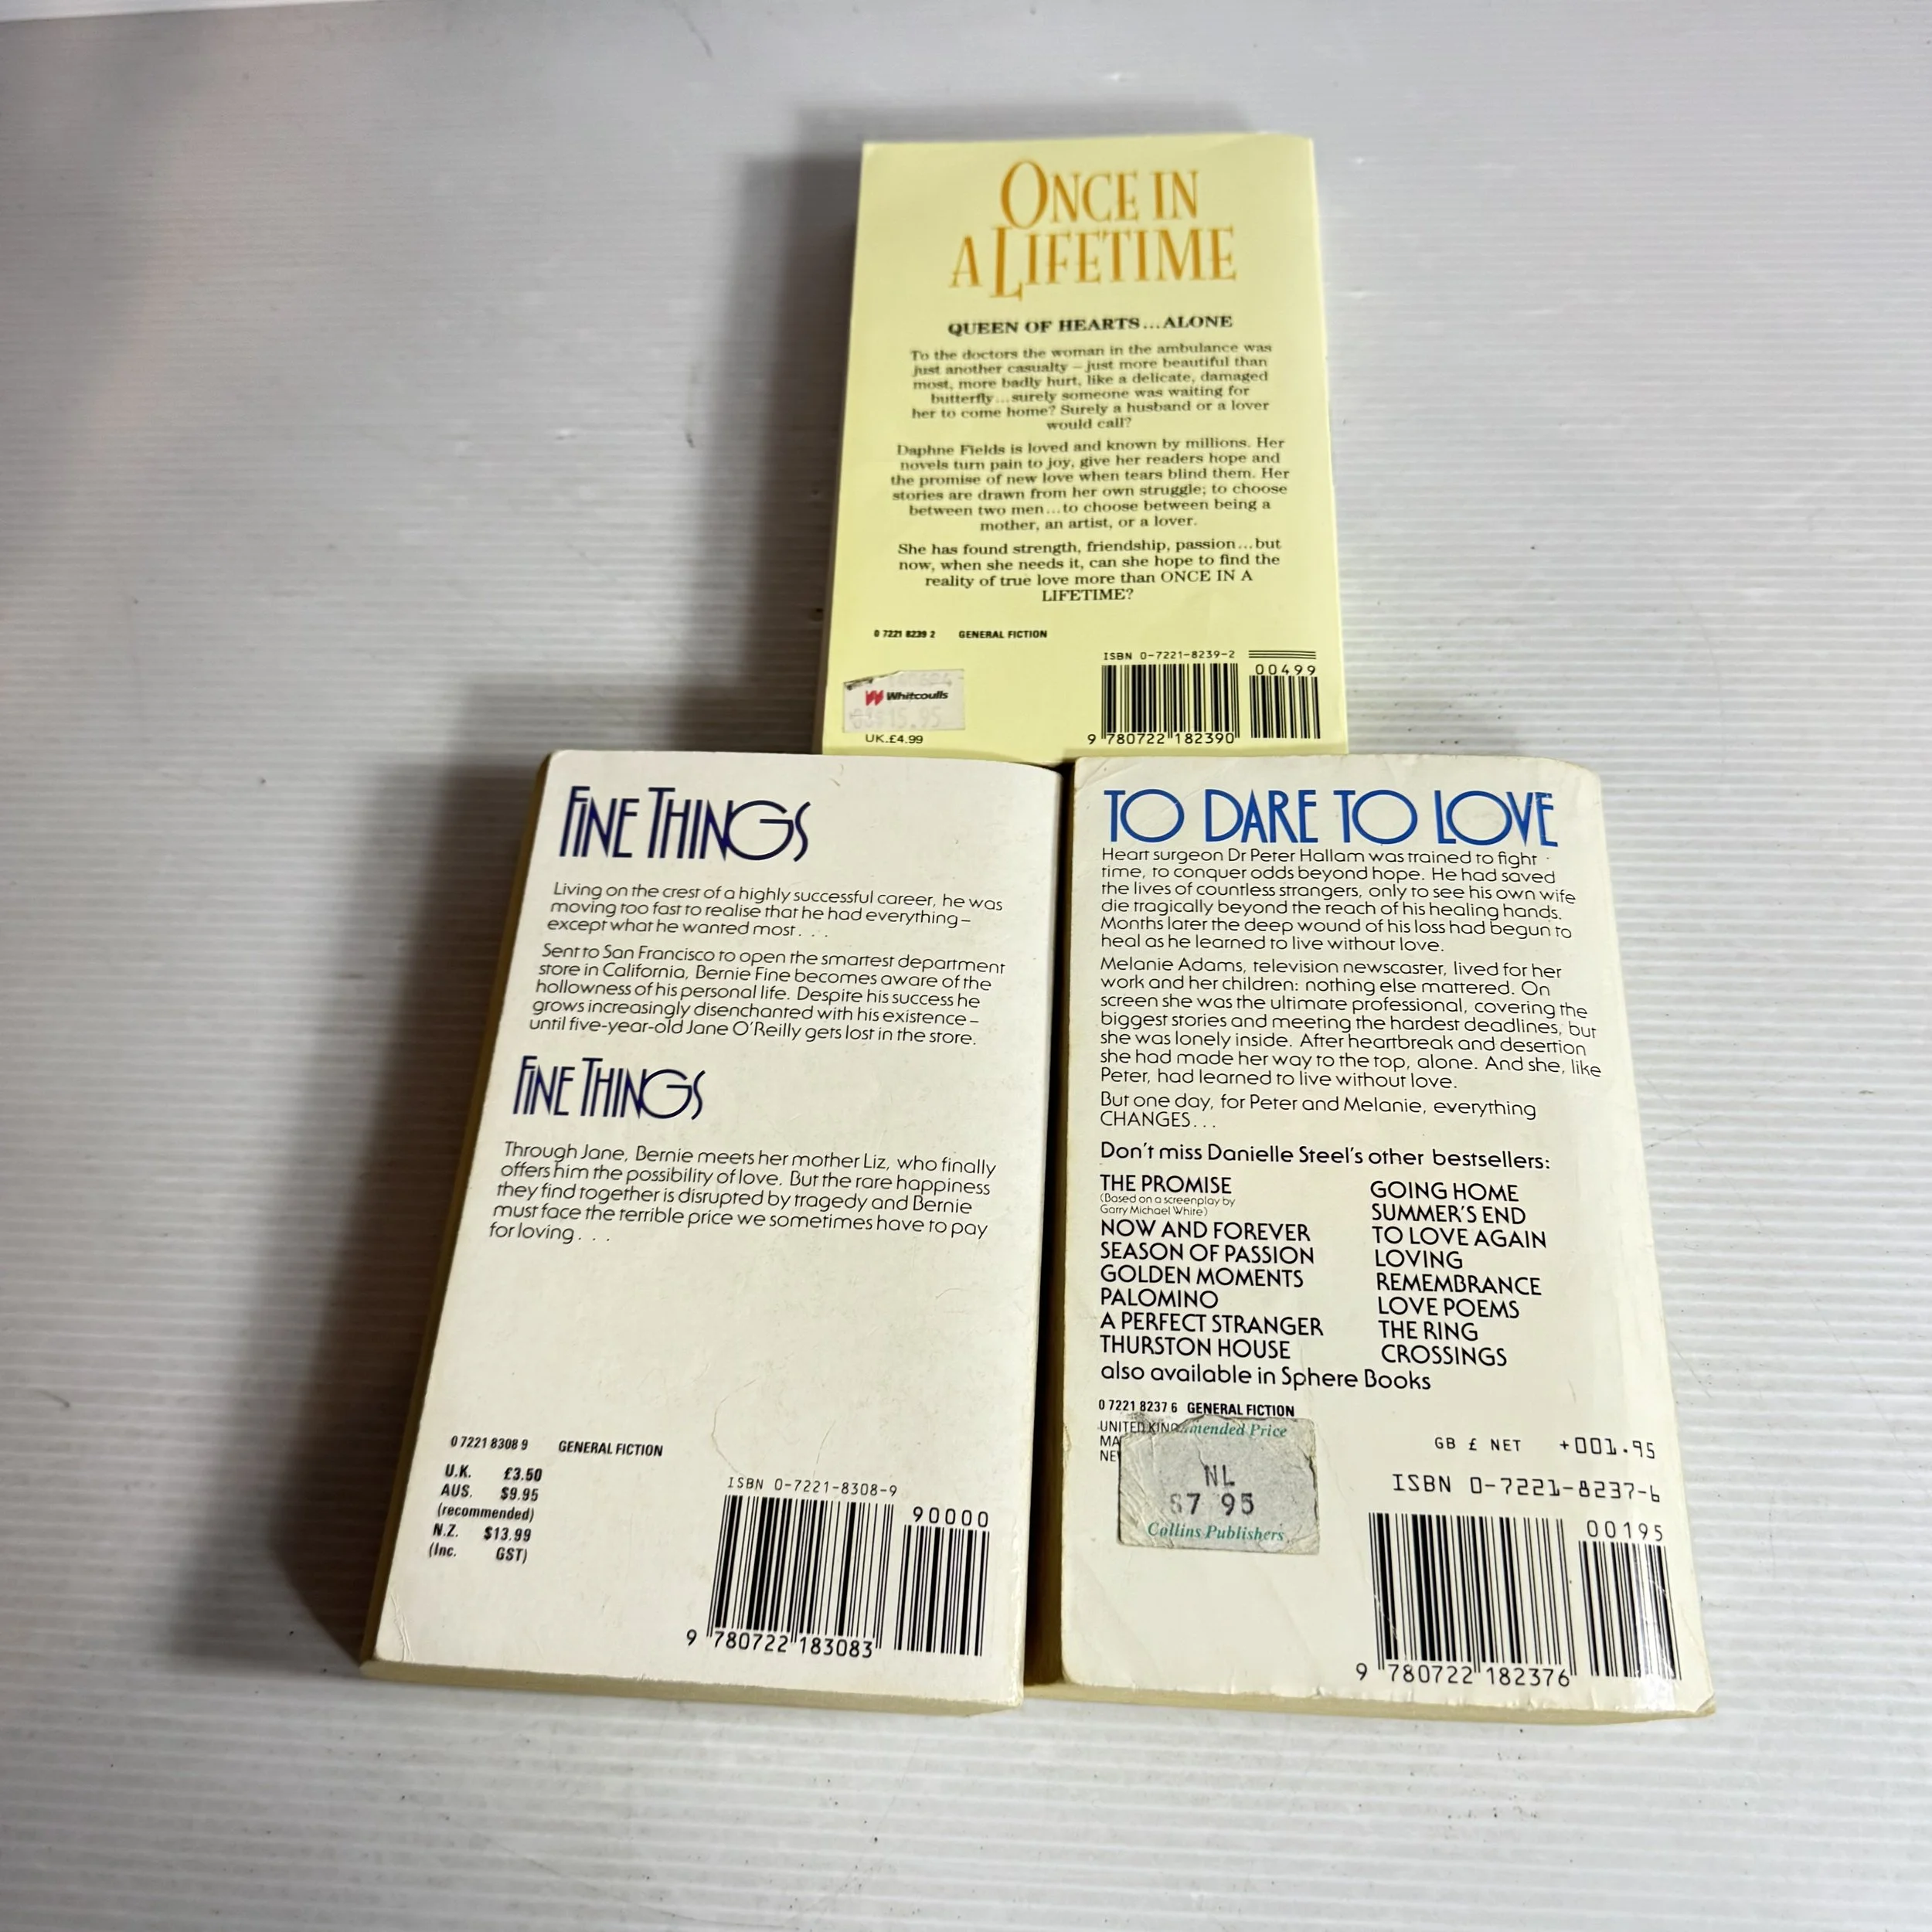 ONCE IN
A LIFETIME
QUEEN OF HEARTS...ALONE
To the doctors the woman in the ambulance was
just another casualty – just more beautiful than
most, more badly hurt, like a delicate, damaged
butterfly...surely someone was waiting for
her to come home? Surely a husband or a lover
would call?
Daphne Fields is loved and known by millions. Her
novels turn pain to joy, give her readers hope and
the promise of new love when tears blind them. Her
stories are drawn from her own struggle; to choose
between two men...to choose between being a
mother, an artist, or a lover.
She has found strength, friendship, passion...but
now, when she needs it, can she hope to find the
reality of true love more than ONCE IN A
LIFETIME?
0 7221 8239 2 GENERAL FICTION
ISBN 0-7221-8239-2
00499
Whitcoulls
$15.95
UK.£4.99
9 780722 182390
FINE THINGS
Living on the crest of a highly successful career, he was
moving too fast to realise that he had everything –
except what he wanted most . . .
Sent to San Francisco to open the smartest department
store in California, Bernie Fine becomes aware of the
hollowness of his personal life. Despite his success he
grows increasingly disenchanted with his existence –
until five-year-old Jane O'Reilly gets lost in the store.
FINE THINGS
Through Jane, Bernie meets her mother Liz, who finally
offers him the possibility of love. But the rare happiness
they find together is disrupted by tragedy and Bernie
must face the terrible price we sometimes have to pay
for loving . . .
0 7221 8308 9 GENERAL FICTION
U.K. £3.50
AUS. $9.95
(recommended)
N.Z. $13.99
(Inc. GST)
ISBN 0-7221-8308-9
90000
9 780722 183083
TO DARE TO LOVE
Heart surgeon Dr Peter Hallam was trained to fight
time, to conquer odds beyond hope. He had saved
the lives of countless strangers, only to see his own wife
die tragically beyond the reach of his healing hands.
Months later the deep wound of his loss had begun to
heal as he learned to live without love.
Melanie Adams, television newscaster, lived for her
work and her children: nothing else mattered. On
screen she was the ultimate professional, covering the
biggest stories and meeting the hardest deadlines, but
she was lonely inside. After heartbreak and desertion
she had made her way to the top, alone. And she, like
Peter, had learned to live without love.
But one day, for Peter and Melanie, everything
CHANGES...
Don't miss Danielle Steel's other bestsellers:
THE PROMISE
(Based on a screenplay by
Garry Michael White)
NOW AND FOREVER
SEASON OF PASSION
GOLDEN MOMENTS
PALOMINO
A PERFECT STRANGER
THURSTON HOUSE
GOING HOME
SUMMER'S END
TO LOVE AGAIN
LOVING
REMEMBRANCE
LOVE POEMS
THE RING
CROSSINGS
also available in Sphere Books
0 7221 8237 6 GENERAL FICTION
UNITED KING
MA
NE
mended Price
NL
$7 95
Collins Publishers
GB £ NET +001.95
ISBN 0-7221-8237-6
00195
9 780722 182376